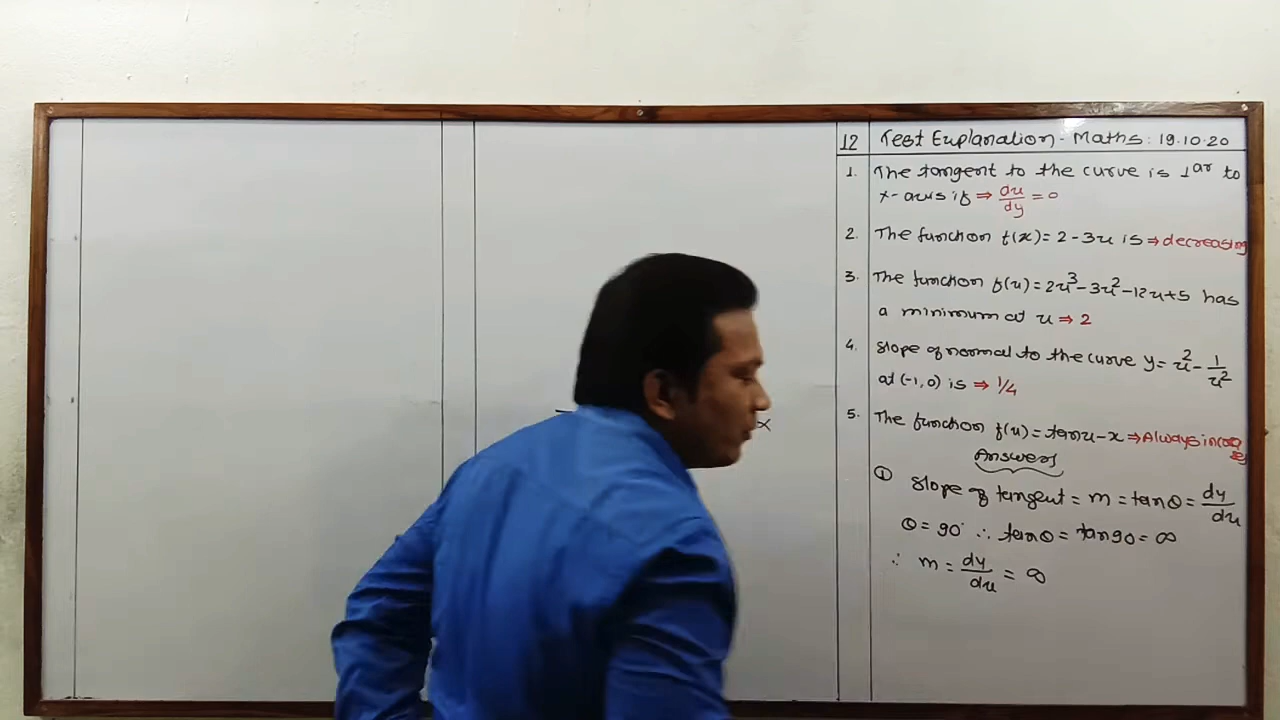 12 Test Explanation - Maths : 19.10.20
1. The tangent to the curve is ⊥ar to
x-axis if ⇒ dx/dy = 0
2. The function f(x) = 2 - 3x is ⇒ decreasing
3. The function f(x) = 2x³ - 3x² - 12x + 5 has
a minimum at x ⇒ 2
4. Slope of normal to the curve y = x² - 1/x²
at (-1, 0) is ⇒ 1/4
5. The function f(x) = tanx - x ⇒ Always increases
Answers
① Slope of tangent = m = tanθ = dy/dx
θ = 90° ∴ tanθ = tan90 = ∞
∴ m = dy/dx = ∞
x